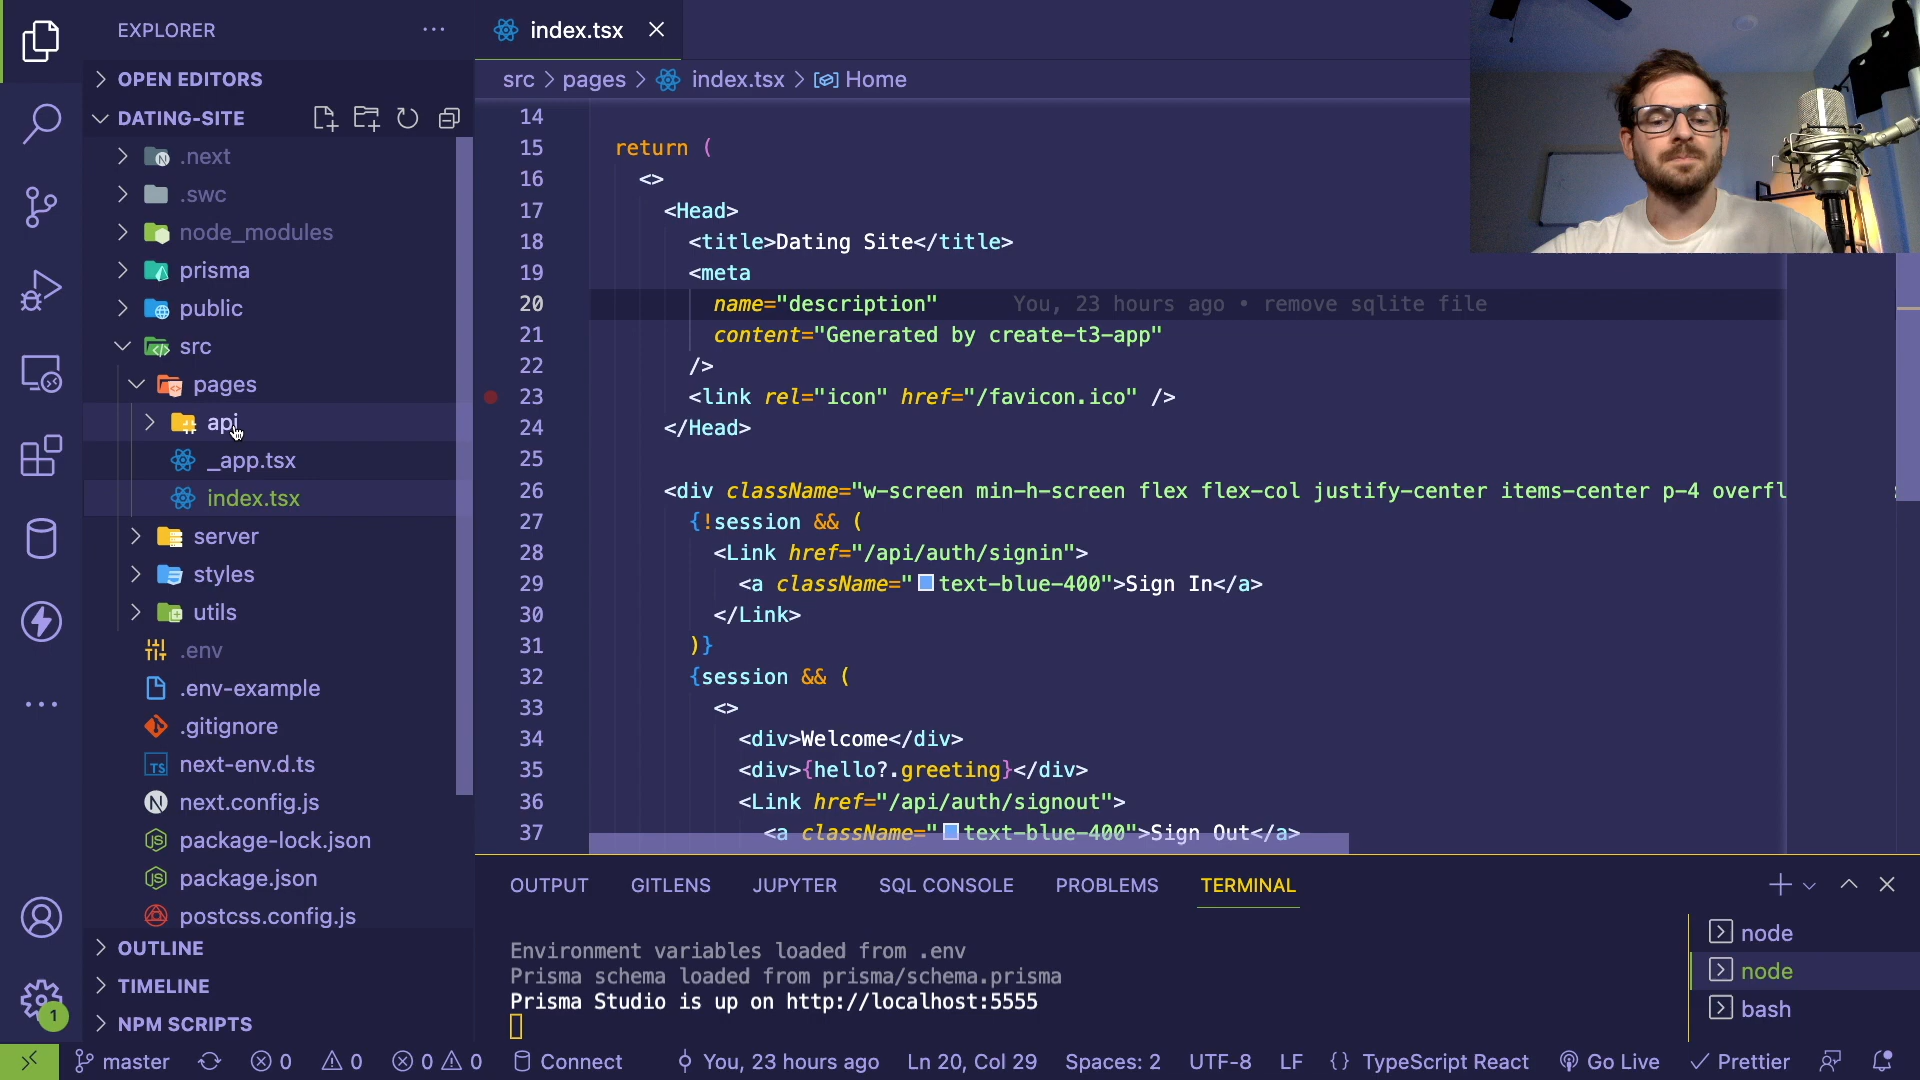 EXPLORER
OPEN EDITORS
DATING-SITE
.next
.swc
node_modules
prisma
public
src
pages
api
_app.tsx
index.tsx
server
styles
utils
.env
.env-example
.gitignore
next-env.d.ts
next.config.js
package-lock.json
package.json
postcss.config.js
OUTLINE
TIMELINE
NPM SCRIPTS
index.tsx
src > pages > index.tsx > Home
14
15 return (
16 <>
17 <Head>
18 <title>Dating Site</title>
19 <meta
20 name="description" You, 23 hours ago • remove sqlite file
21 content="Generated by create-t3-app"
22 />
23 <link rel="icon" href="/favicon.ico" />
24 </Head>
25
26 <div className="w-screen min-h-screen flex flex-col justify-center items-center p-4 overfl
27 {!session && (
28 <Link href="/api/auth/signin">
29 <a className="text-blue-400">Sign In</a>
30 </Link>
31 )}
32 {session && (
33 <>
34 <div>Welcome</div>
35 <div>{hello?.greeting}</div>
36 <Link href="/api/auth/signout">
37 <a className="text-blue-400">Sign Out</a>
OUTPUT GITLENS JUPYTER SQL CONSOLE PROBLEMS TERMINAL
Environment variables loaded from .env
Prisma schema loaded from prisma/schema.prisma
Prisma Studio is up on http://localhost:5555
node
node
bash
1
master 0 0 0 0 Connect You, 23 hours ago Ln 20, Col 29 Spaces: 2 UTF-8 LF {} TypeScript React Go Live Prettier